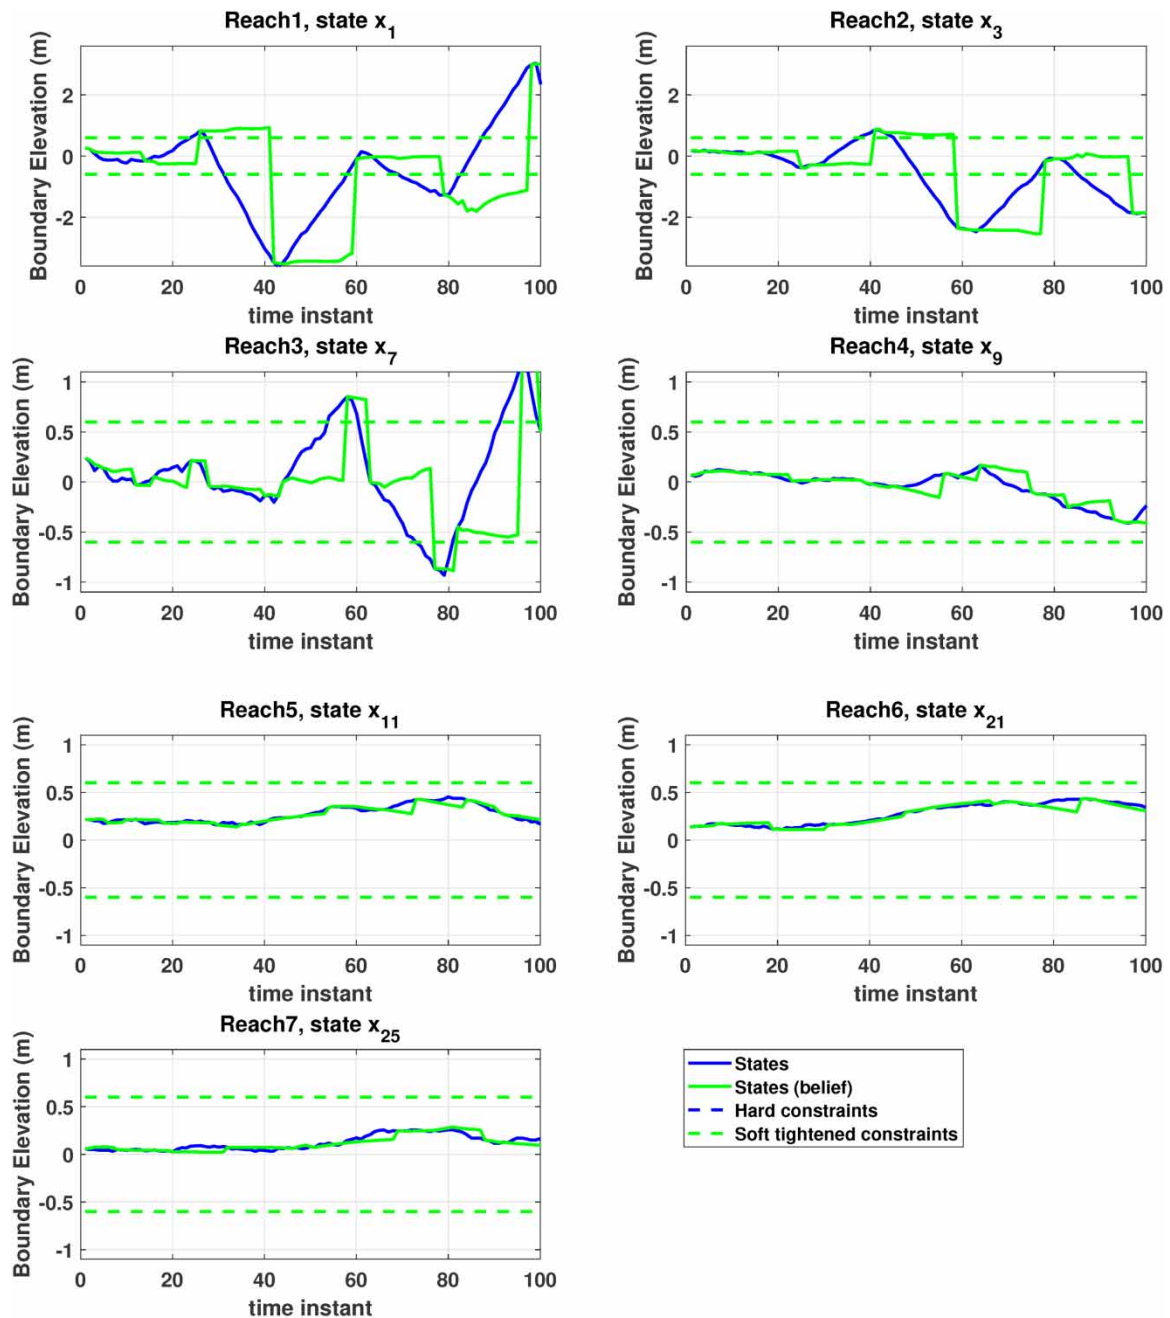 Reach1, state x1
Boundary Elevation (m)
2
0
-2
0 20 40 60 80 100
time instant
Reach2, state x3
Boundary Elevation (m)
2
0
-2
0 20 40 60 80 100
time instant
Reach3, state x7
Boundary Elevation (m)
1
0.5
0
-0.5
-1
0 20 40 60 80 100
time instant
Reach4, state x9
Boundary Elevation (m)
1
0.5
0
-0.5
-1
0 20 40 60 80 100
time instant
Reach5, state x11
Boundary Elevation (m)
1
0.5
0
-0.5
-1
0 20 40 60 80 100
time instant
Reach6, state x21
Boundary Elevation (m)
1
0.5
0
-0.5
-1
0 20 40 60 80 100
time instant
Reach7, state x25
Boundary Elevation (m)
1
0.5
0
-0.5
-1
0 20 40 60 80 100
time instant
States
States (belief)
Hard constraints
Soft tightened constraints